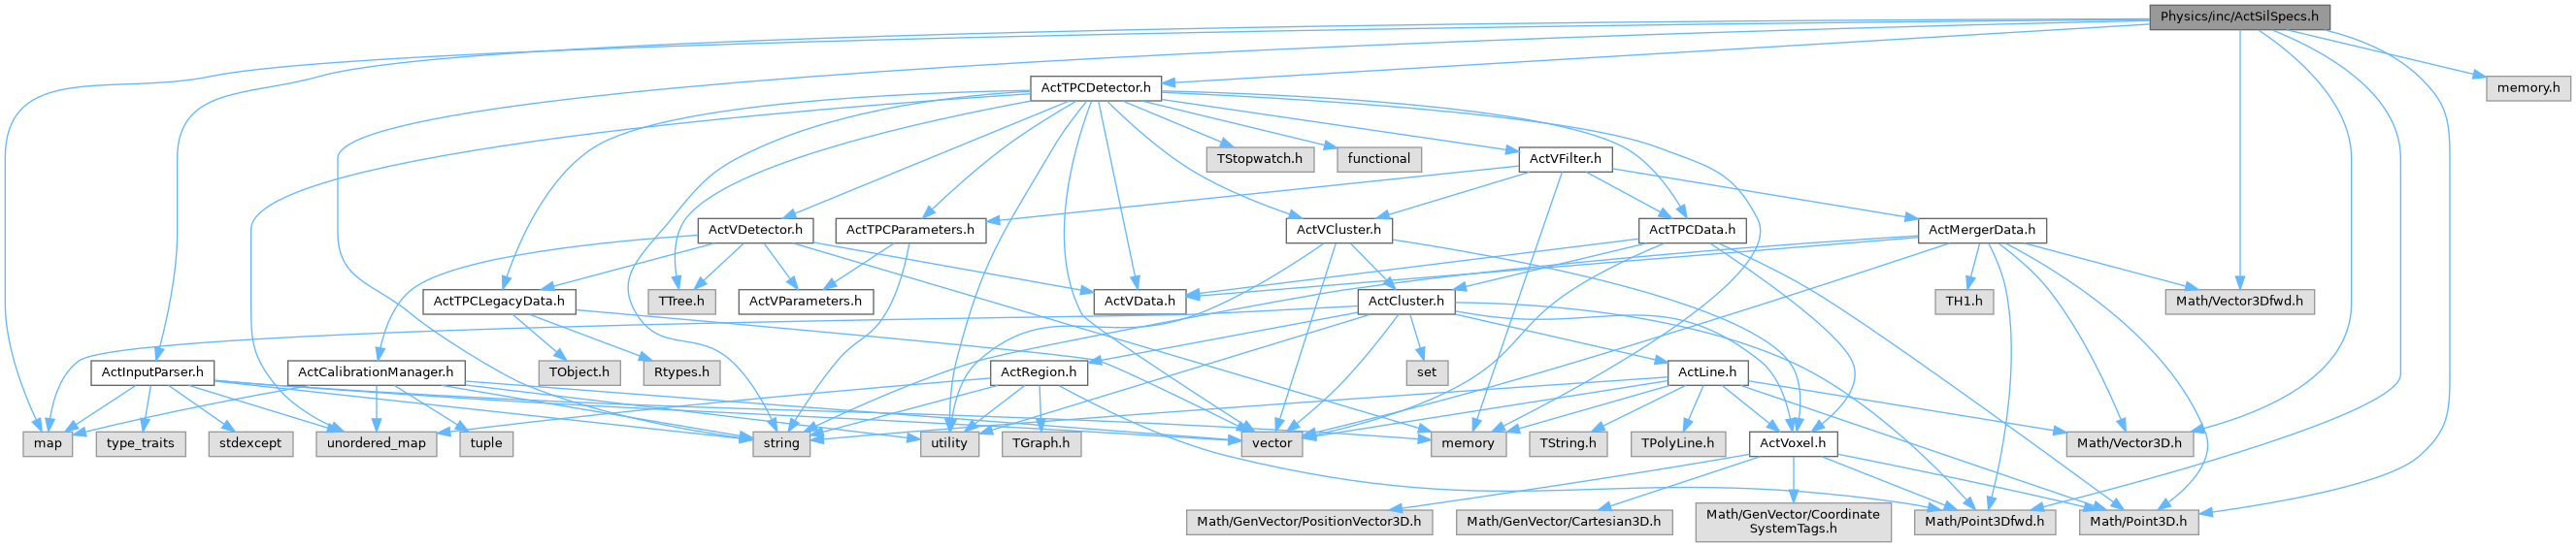 Physics/inc/ActSilSpecs.h
ActTPCDetector.h
memory.h
TStopwatch.h
functional
ActVFilter.h
ActVDetector.h
ActTPCParameters.h
ActVCluster.h
ActTPCData.h
ActMergerData.h
ActTPCLegacyData.h
TTree.h
ActVParameters.h
ActVData.h
ActCluster.h
TH1.h
Math/Vector3Dfwd.h
ActInputParser.h
ActCalibrationManager.h
TObject.h
Rtypes.h
ActRegion.h
set
ActLine.h
map
type_traits
stdexcept
unordered_map
tuple
string
utility
TGraph.h
vector
memory
TString.h
TPolyLine.h
ActVoxel.h
Math/Vector3D.h
Math/GenVector/PositionVector3D.h
Math/GenVector/Cartesian3D.h
Math/GenVector/Coordinate
SystemTags.h
Math/Point3Dfwd.h
Math/Point3D.h